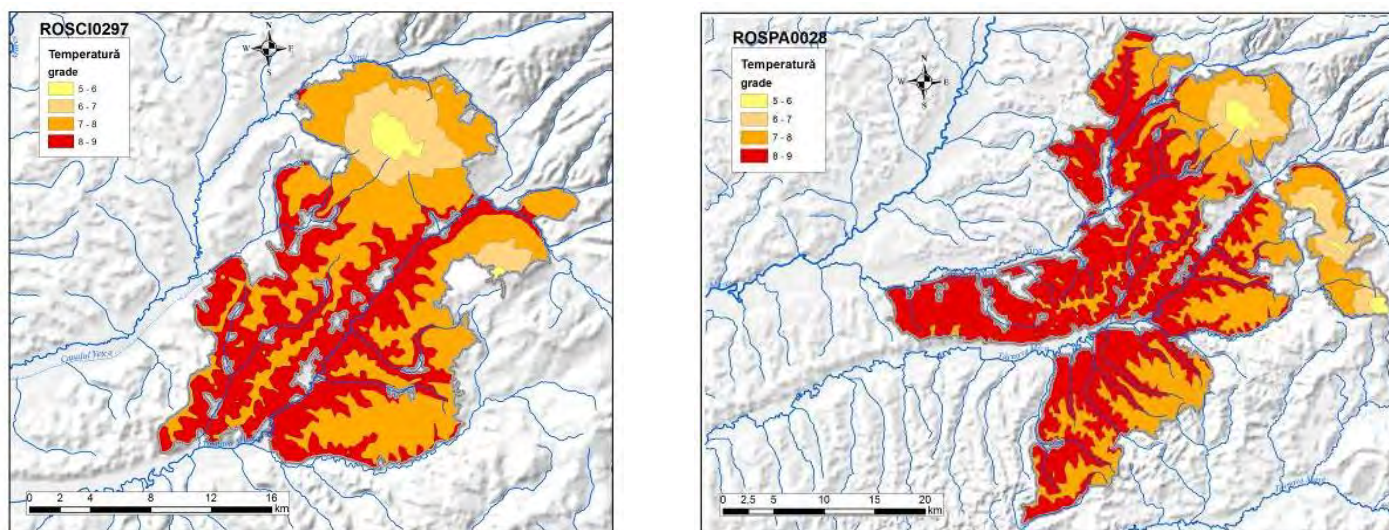 ROSCI0297
Temperatură
grade
5 - 6
6 - 7
7 - 8
8 - 9
N
W E
S
0 2 4 8 12 16
km
ROSPA0028
Temperatură
grade
5 - 6
6 - 7
7 - 8
8 - 9
N
W E
S
0 2.5 5 10 15 20
km